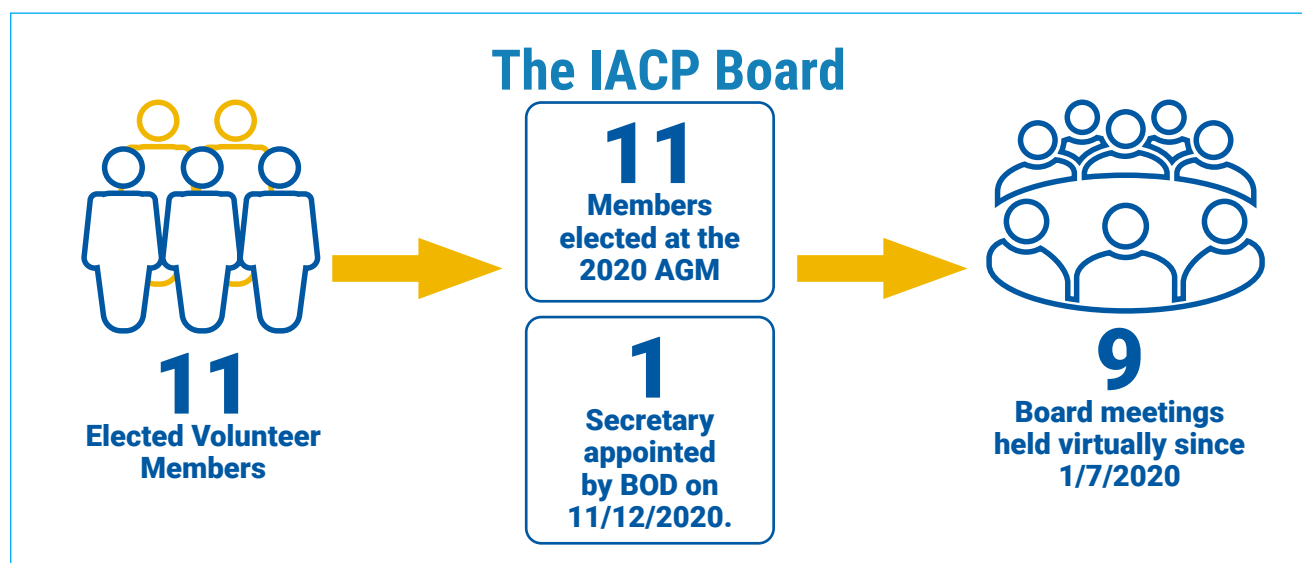 The IACP Board
11
Elected Volunteer
Members
11
Members
elected at the
2020 AGM
1
Secretary
appointed
by BOD on
11/12/2020.
9
Board meetings
held virtually since
1/7/2020